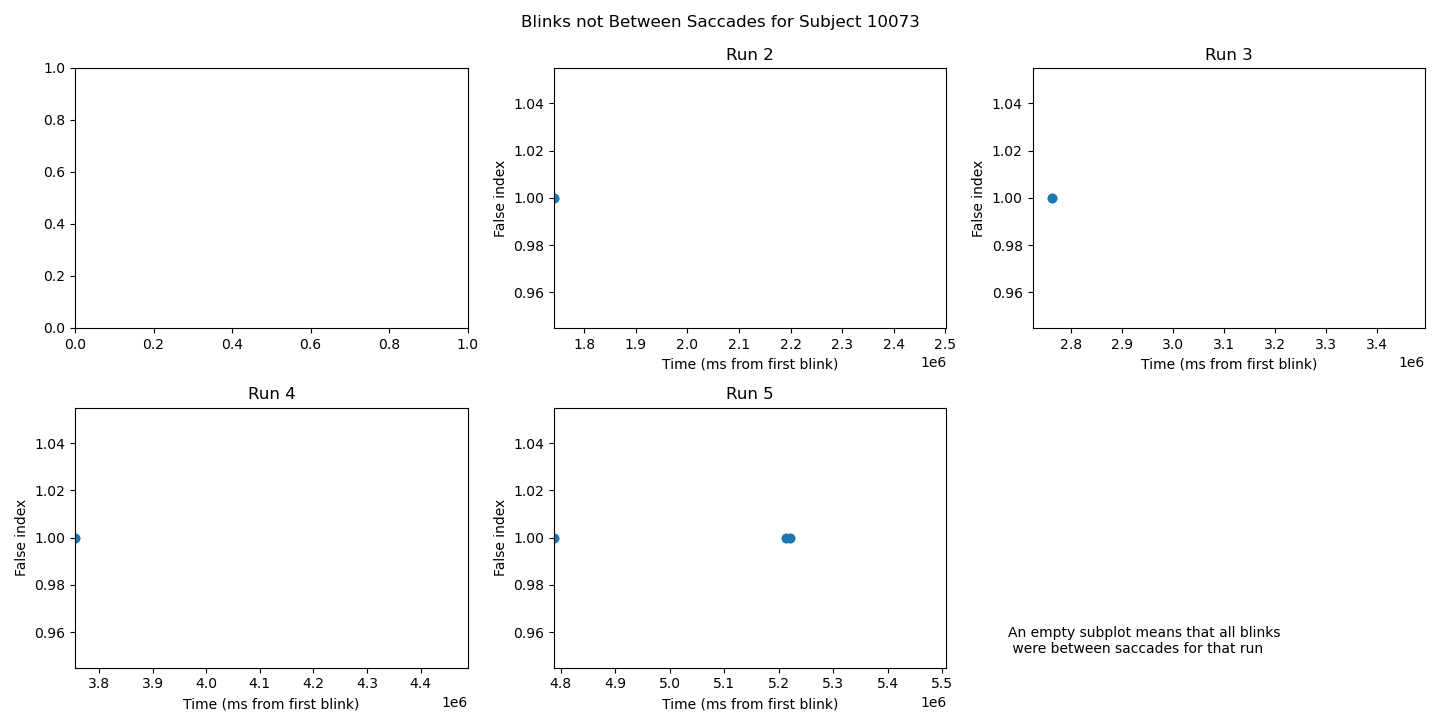 Blinks not Between Saccades for Subject 10073
1.0
0.8
0.6
0.4
0.2
0.0
0.0 0.2 0.4 0.6 0.8 1.0
Run 2
False index
1.04
1.02
1.00
0.98
0.96
1.8 1.9 2.0 2.1 2.2 2.3 2.4 2.5
1e6
Time (ms from first blink)
Run 3
False index
1.04
1.02
1.00
0.98
0.96
2.8 2.9 3.0 3.1 3.2 3.3 3.4
1e6
Time (ms from first blink)
Run 4
False index
1.04
1.02
1.00
0.98
0.96
3.8 3.9 4.0 4.1 4.2 4.3 4.4
1e6
Time (ms from first blink)
Run 5
False index
1.04
1.02
1.00
0.98
0.96
4.8 4.9 5.0 5.1 5.2 5.3 5.4 5.5
1e6
Time (ms from first blink)
An empty subplot means that all blinks
were between saccades for that run